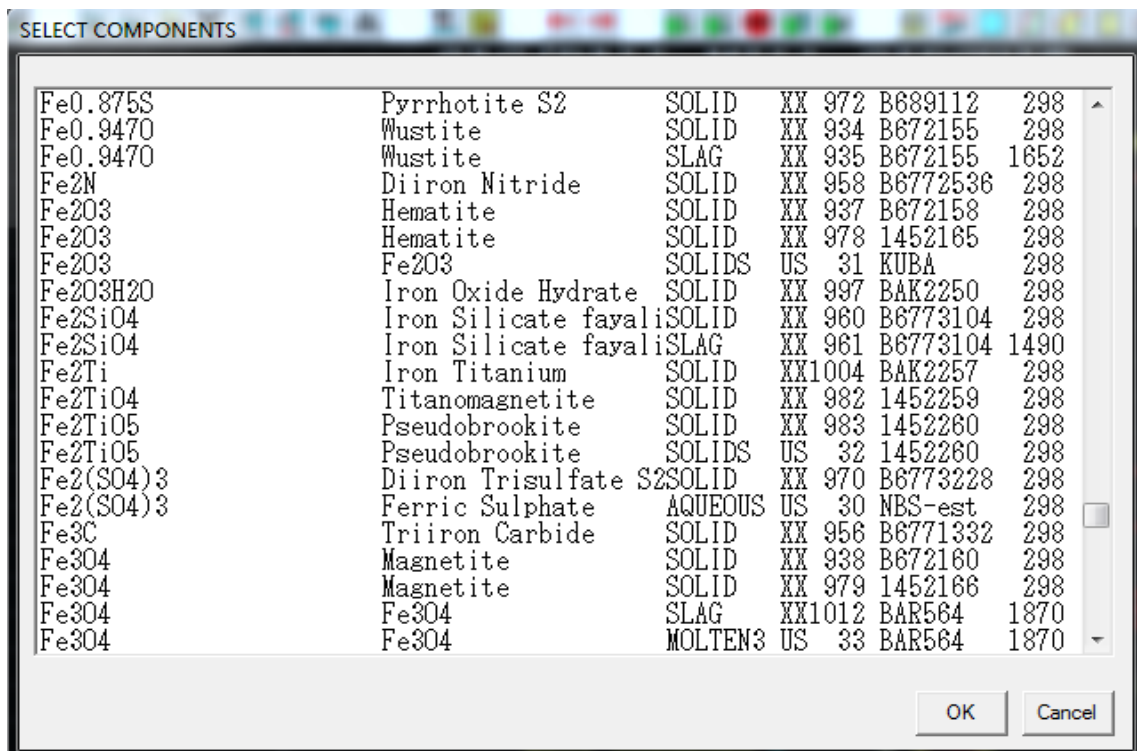 SELECT COMPONENTS
Fe0.875S Pyrrhotite S2 SOLID XX 972 B689112 298
Fe0.947O Wustite SOLID XX 934 B672155 298
Fe0.947O Wustite SLAG XX 935 B672155 1652
Fe2N Diiron Nitride SOLID XX 958 B6772536 298
Fe2O3 Hematite SOLID XX 937 B672158 298
Fe2O3 Hematite SOLID XX 978 1452165 298
Fe2O3 Fe2O3 SOLIDS US 31 KUBA 298
Fe2O3H2O Iron Oxide Hydrate SOLID XX 997 BAK2250 298
Fe2SiO4 Iron Silicate fayaliSOLID XX 960 B6773104 298
Fe2SiO4 Iron Silicate fayaliSLAG XX 961 B6773104 1490
Fe2Ti Iron Titanium SOLID XX1004 BAK2257 298
Fe2TiO4 Titanomagnetite SOLID XX 982 1452259 298
Fe2TiO5 Pseudobrookite SOLID XX 983 1452260 298
Fe2TiO5 Pseudobrookite SOLIDS US 32 1452260 298
Fe2(SO4)3 Diiron Trisulfate S2SOLID XX 970 B6773228 298
Fe2(SO4)3 Ferric Sulphate AQUEOUS US 30 NBS-est 298
Fe3C Triiron Carbide SOLID XX 956 B6771332 298
Fe3O4 Magnetite SOLID XX 938 B672160 298
Fe3O4 Magnetite SOLID XX 979 1452166 298
Fe3O4 Fe3O4 SLAG XX1012 BAR564 1870
Fe3O4 Fe3O4 MOLTEN3 US 33 BAR564 1870
OK Cancel